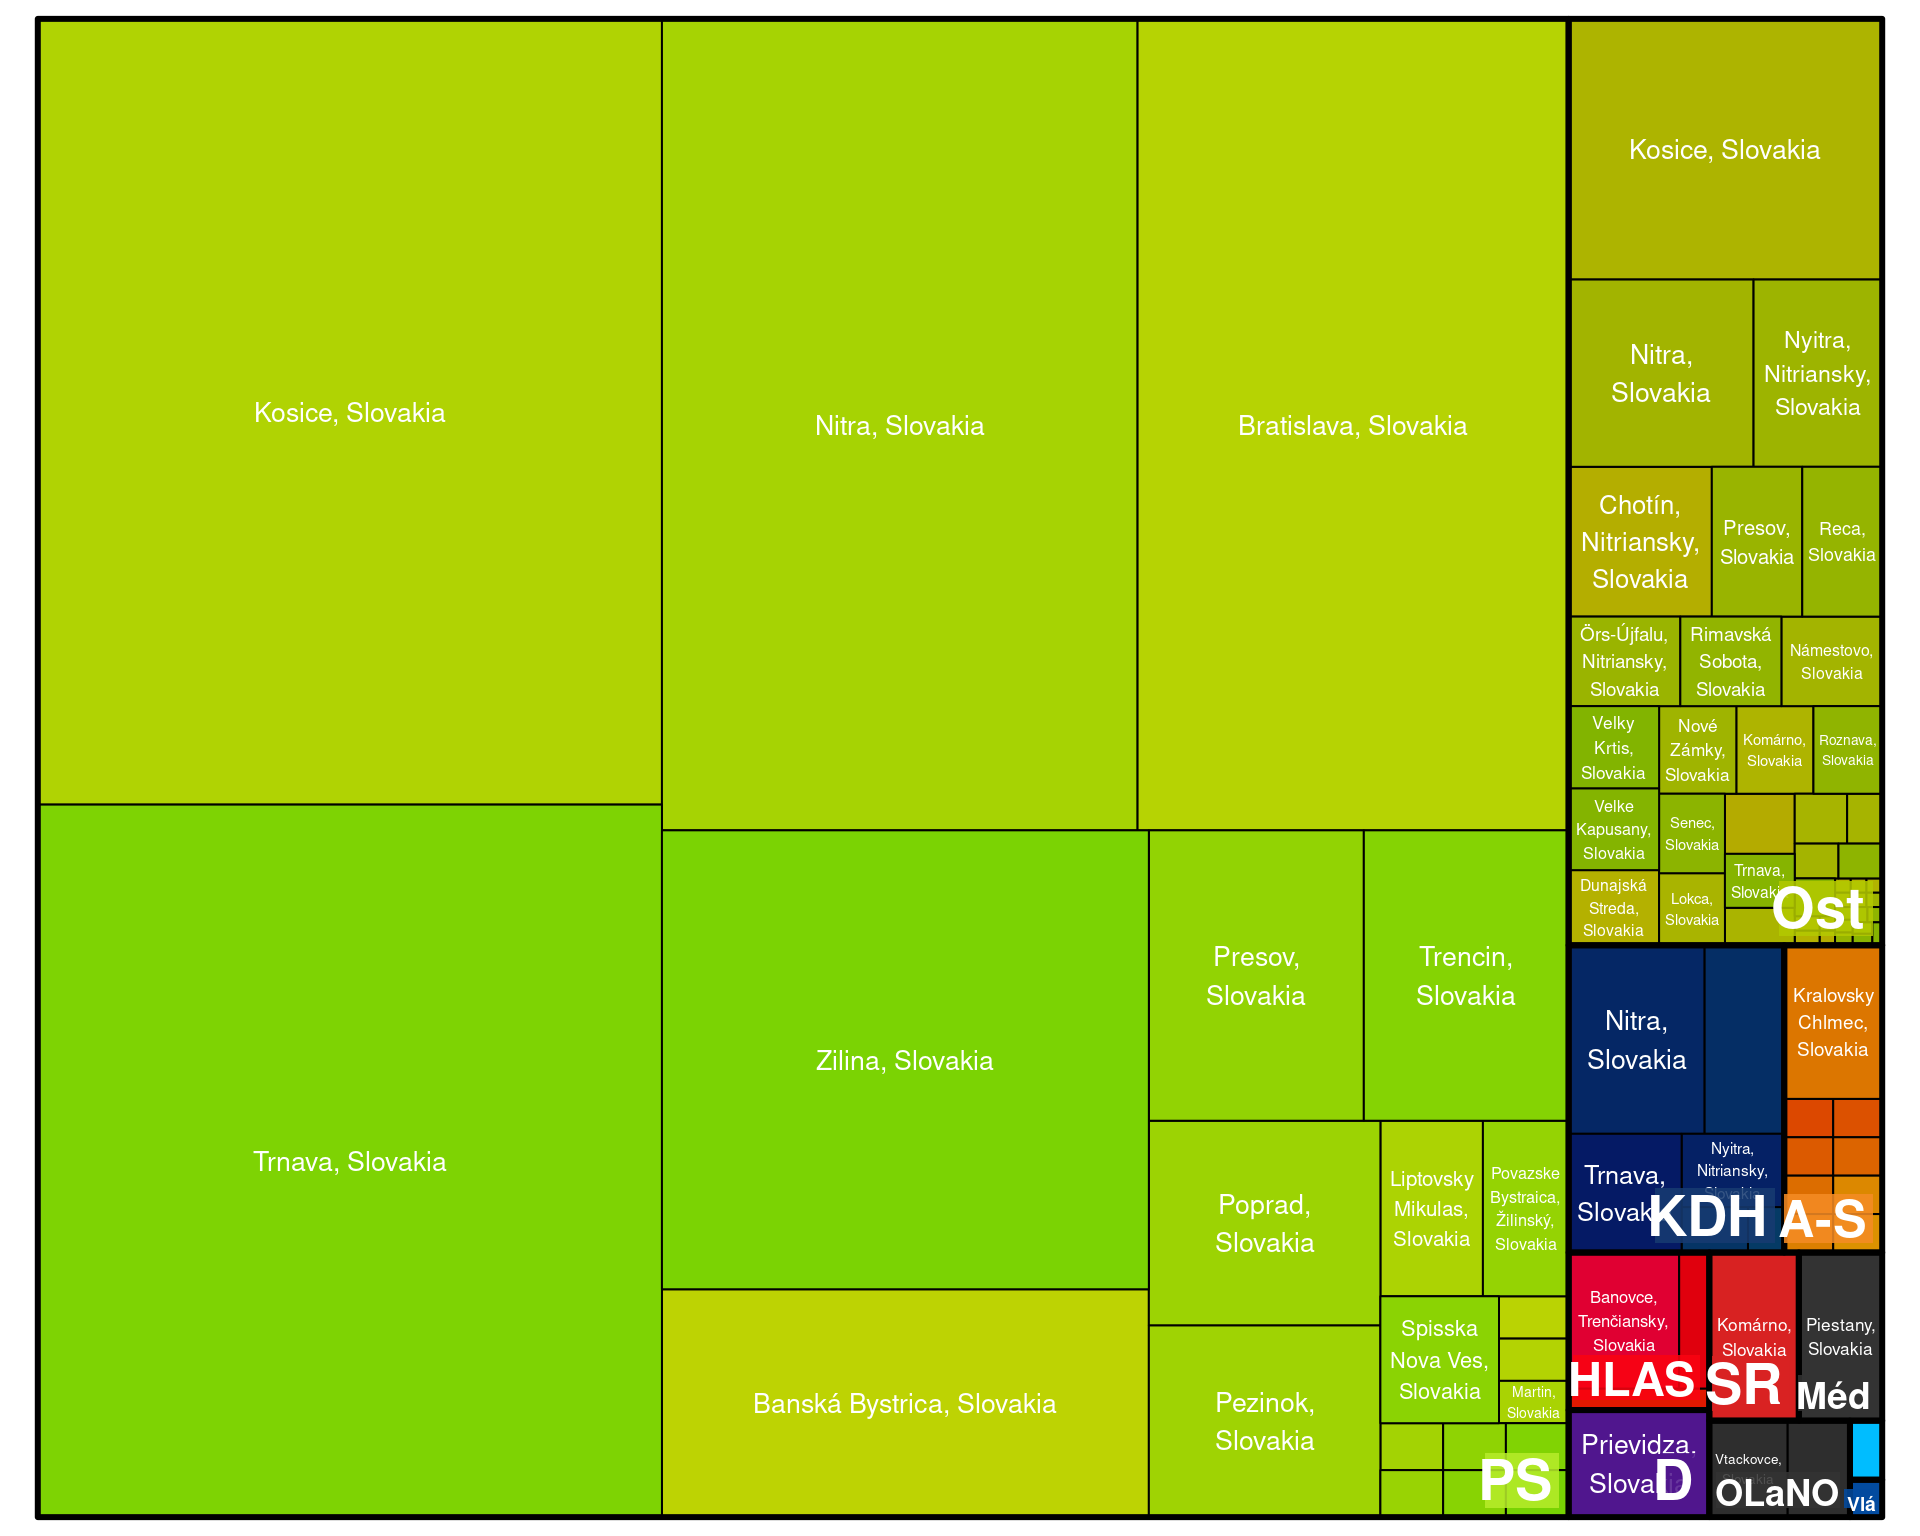 Kosice, Slovakia
Nitra, Slovakia
Bratislava, Slovakia
Trnava, Slovakia
Zilina, Slovakia
Banská Bystrica, Slovakia
Presov,
Slovakia
Trencin,
Slovakia
Poprad,
Slovakia
Pezinok,
Slovakia
Liptovsky
Mikulas,
Slovakia
Povazske
Bystraica,
Žilinský,
Slovakia
Spisska
Nova Ves,
Slovakia
Martin,
Slovakia
PS
Kosice, Slovakia
Nitra,
Slovakia
Nyitra,
Nitriansky,
Slovakia
Chotín,
Nitriansky,
Slovakia
Presov,
Slovakia
Reca,
Slovakia
Örs-Újfalu,
Nitriansky,
Slovakia
Rimavská
Sobota,
Slovakia
Námestovo,
Slovakia
Velky
Krtis,
Slovakia
Nové
Zámky,
Slovakia
Komárno,
Slovakia
Roznava,
Slovakia
Velke
Kapusany,
Slovakia
Senec,
Slovakia
Trnava,
Slovakia
Dunajská
Streda,
Slovakia
Lokca,
Slovakia
Ost
Nitra,
Slovakia
Trnava,
Slovakia
Nyitra,
Nitriansky,
Slovakia
KDH
Kralovsky
Chlmec,
Slovakia
A-S
Banovce,
Trenčiansky,
Slovakia
HLAS
Komárno,
Slovakia
SR
Piestany,
Slovakia
Méd
Prievidza,
Slovakia
D
Vtackovce,
Slovakia
OLaNO
Vlá